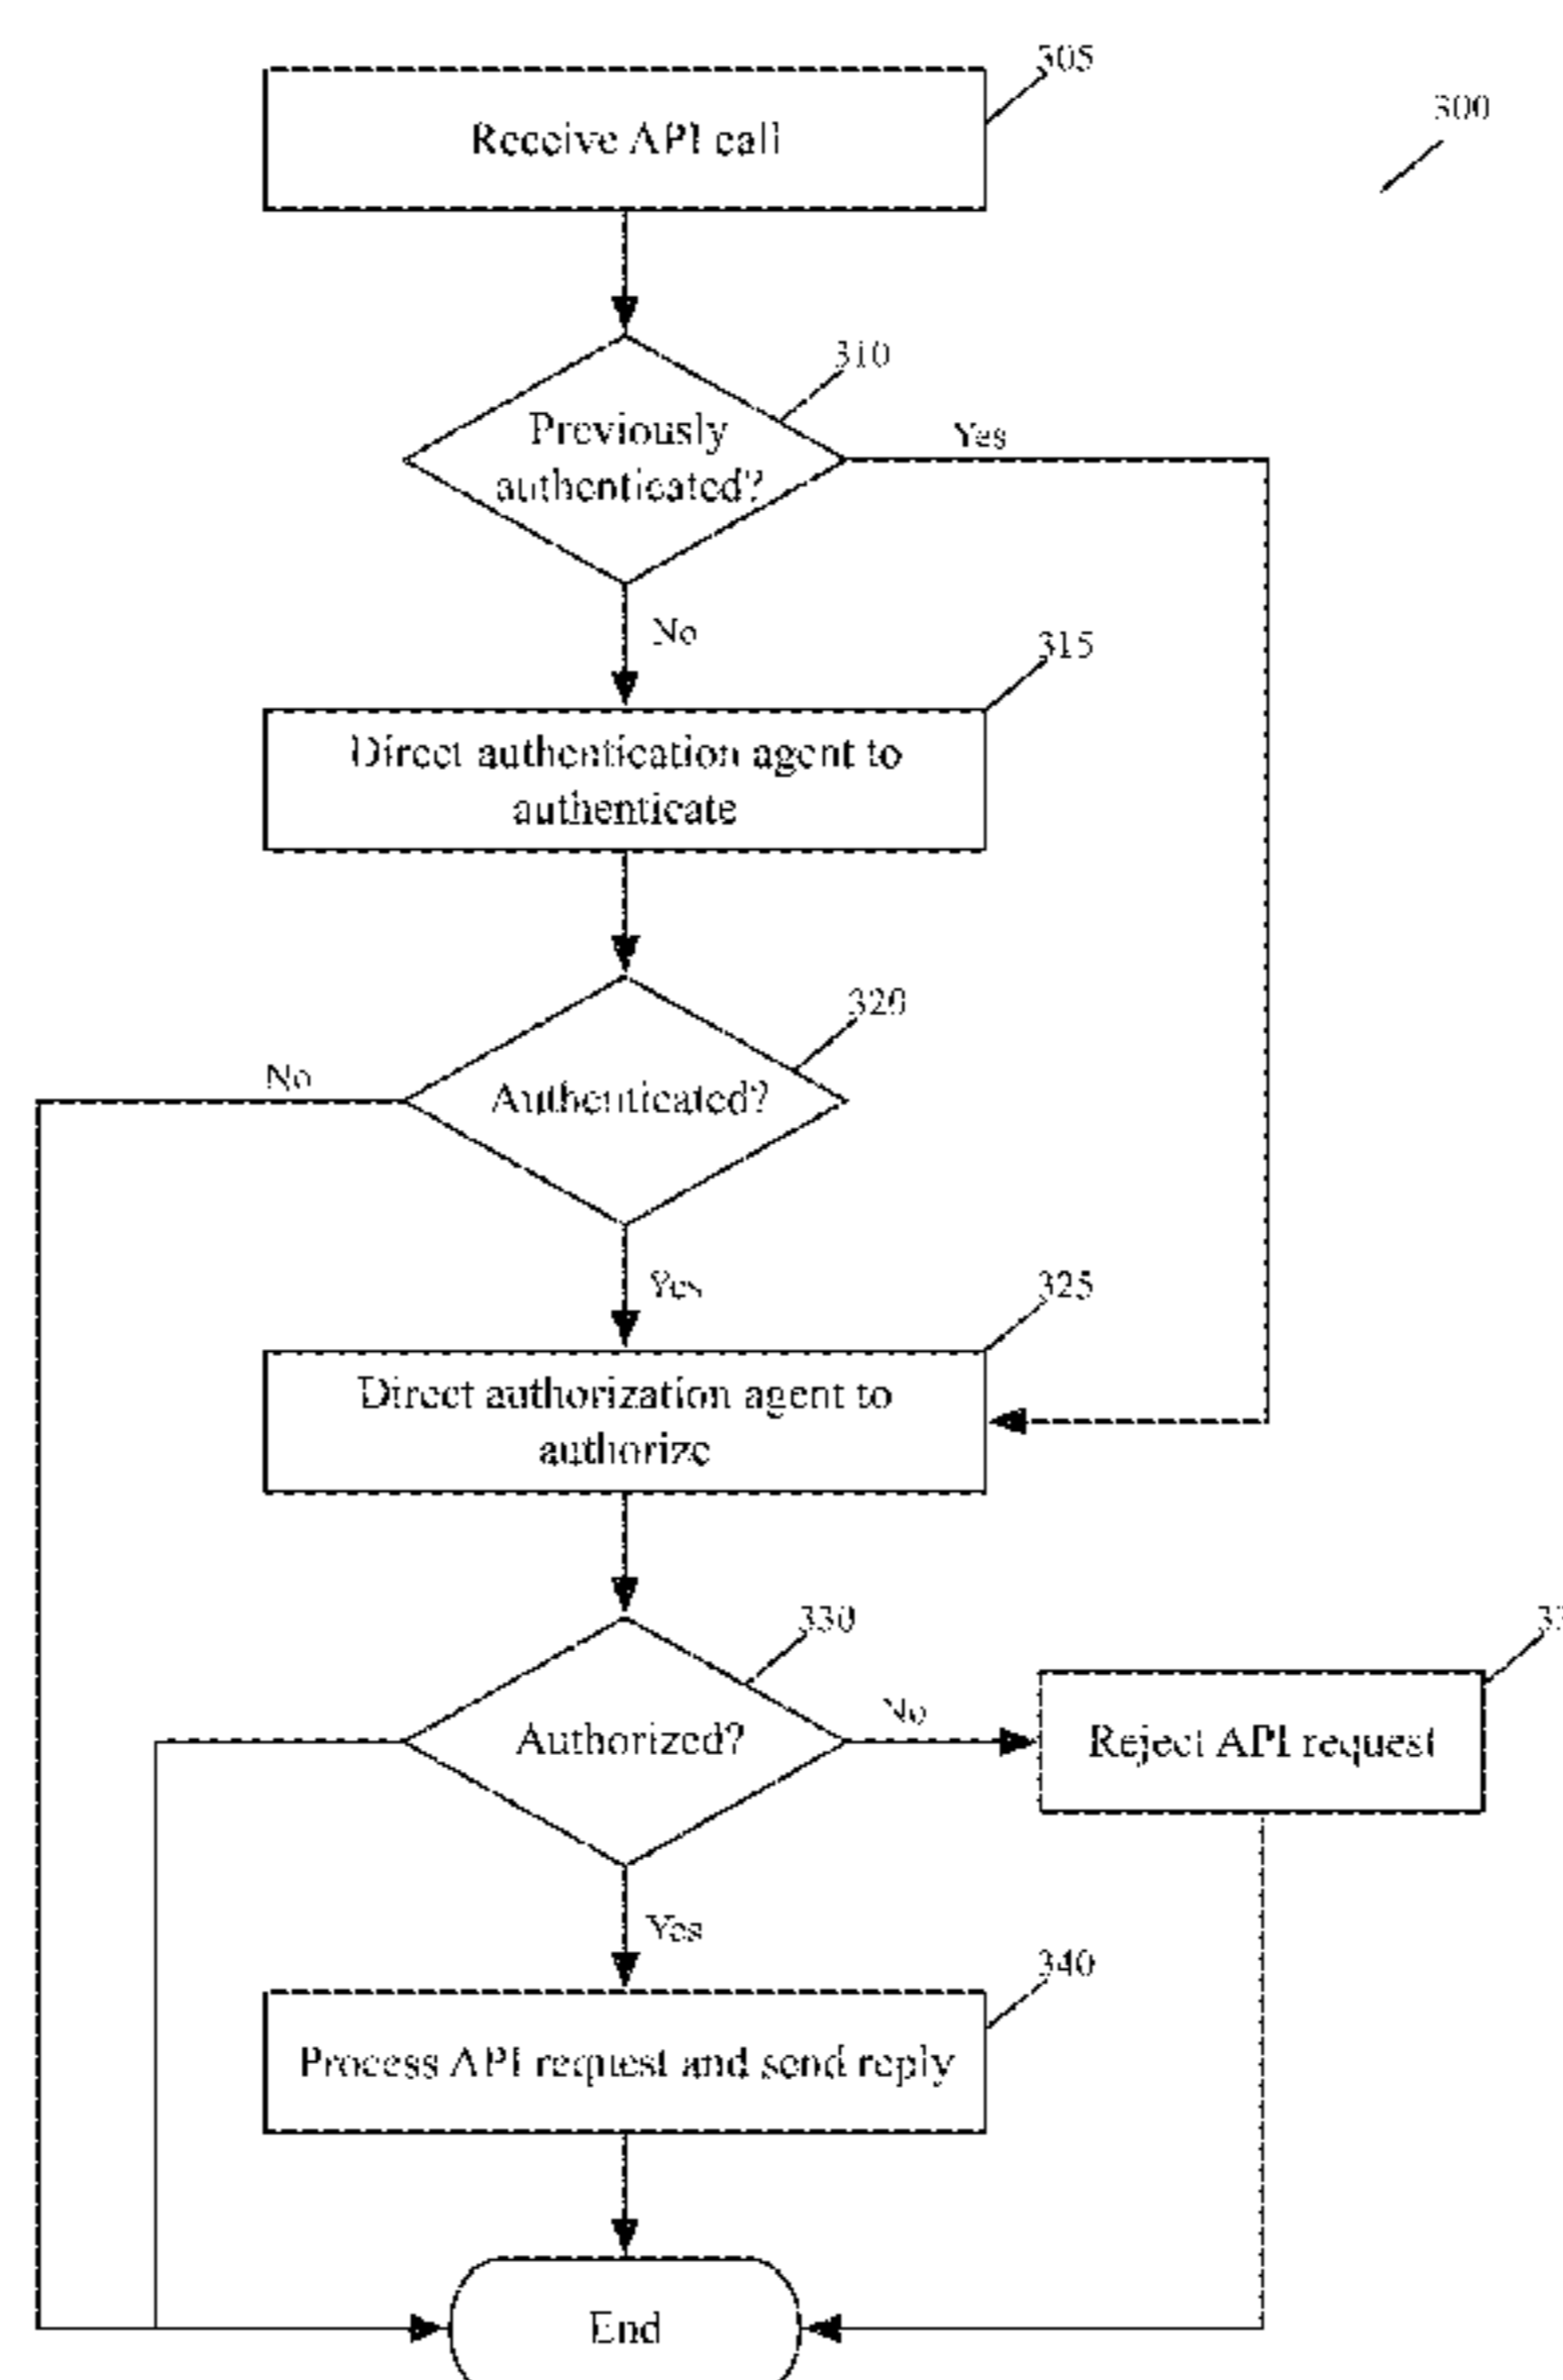 305
300
Receive API call
310
Previously
authenticated?
Yes
No
315
Direct authentication agent to
authenticate
320
No
Authenticated?
Yes
325
Direct authorization agent to
authorize
330
Authorized?
No
Reject API request
Yes
340
Process API request and send reply
End